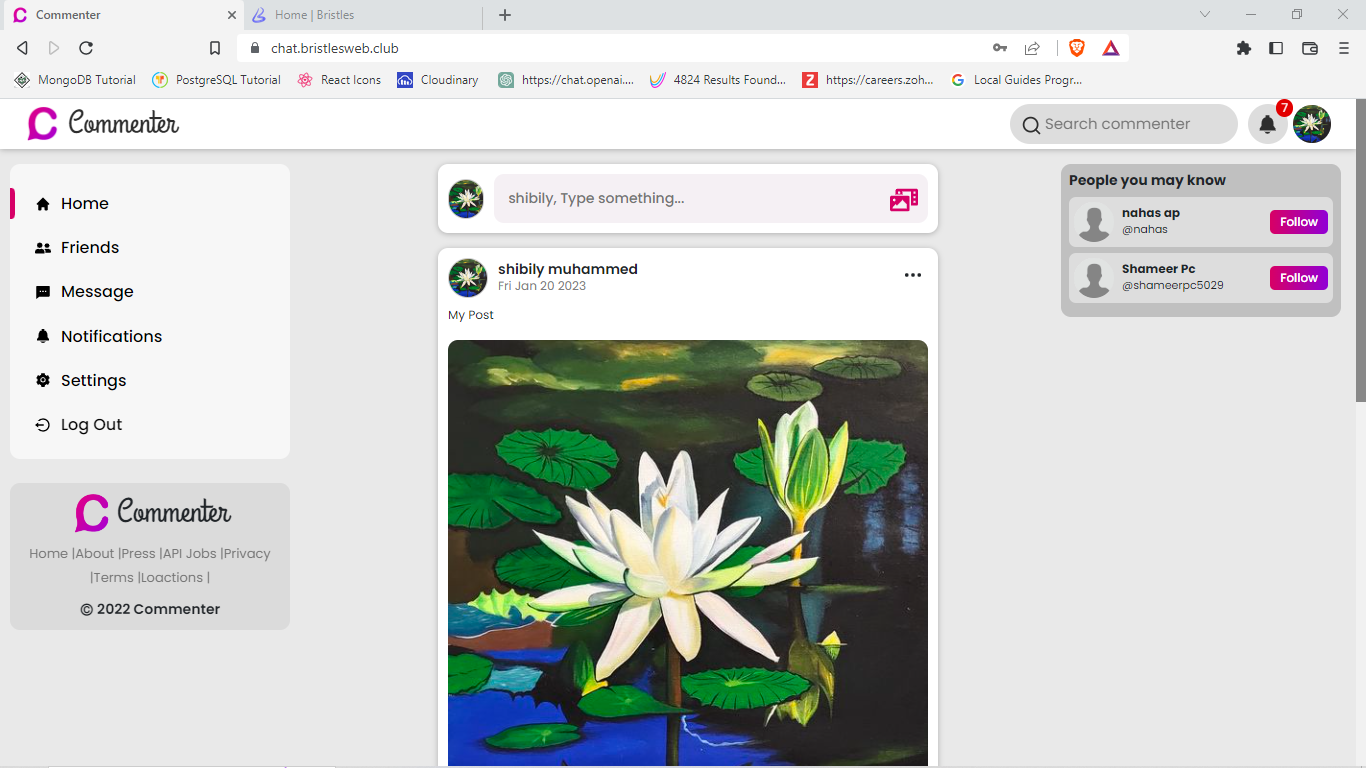 Commenter
Home | Bristles
chat.bristlesweb.club
MongoDB Tutorial
PostgreSQL Tutorial
React Icons
Cloudinary
https://chat.openai....
4824 Results Found...
https://careers.zoh...
Local Guides Progr...
Commenter
Search commenter
7
Home
Friends
Message
Notifications
Settings
Log Out
Commenter
Home |About |Press |API Jobs |Privacy
|Terms |Loactions |
© 2022 Commenter
shibily, Type something...
shibily muhammed
Fri Jan 20 2023
My Post
People you may know
nahas ap
@nahas
Follow
Shameer Pc
@shameerpc5029
Follow